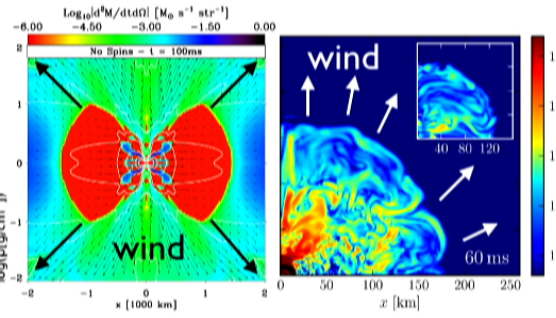 Log₁₀|d²M/dtdΩ| [M⊙ s⁻¹ str⁻¹]
−6.00 −4.50 −3.00 −1.50 0.00
No Spins − t = 100ms
2
1
0
−1
−2
wind
−2 −1 0 1 2
x [1000 km]
wind
40 80 120
60 ms
0 50 100 150 200 250
x [km]